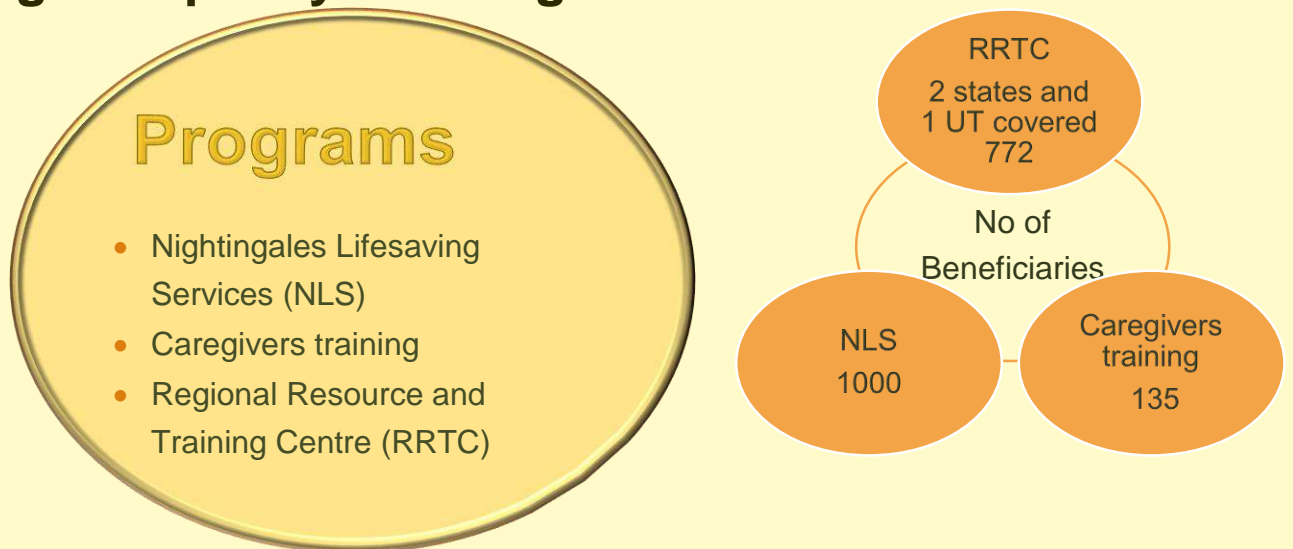 Programs
• Nightingales Lifesaving
Services (NLS)
• Caregivers training
• Regional Resource and
Training Centre (RRTC)
RRTC
2 states and
1 UT covered
772
No of
Beneficiaries
NLS
1000
Caregivers
training
135